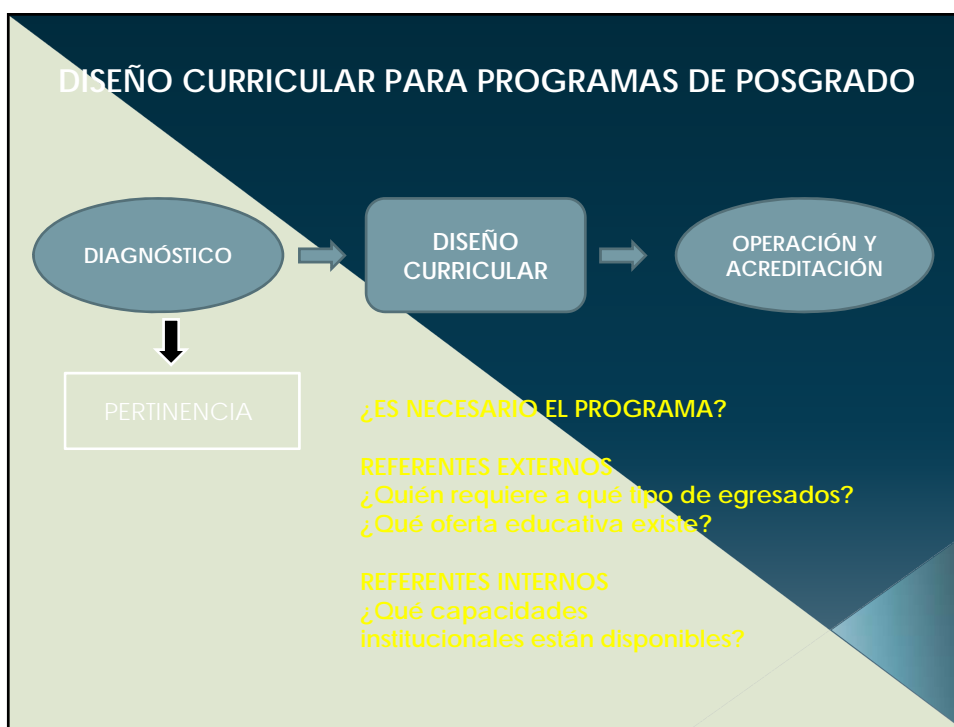 DISEÑO CURRICULAR PARA PROGRAMAS DE POSGRADO
DIAGNÓSTICO
DISEÑO
CURRICULAR
OPERACIÓN Y
ACREDITACIÓN
PERTINENCIA
¿ES NECESARIO EL PROGRAMA?
REFERENTES EXTERNOS
¿Quién requiere a qué tipo de egresados?
¿Qué oferta educativa existe?
REFERENTES INTERNOS
¿Qué capacidades
institucionales están disponibles?